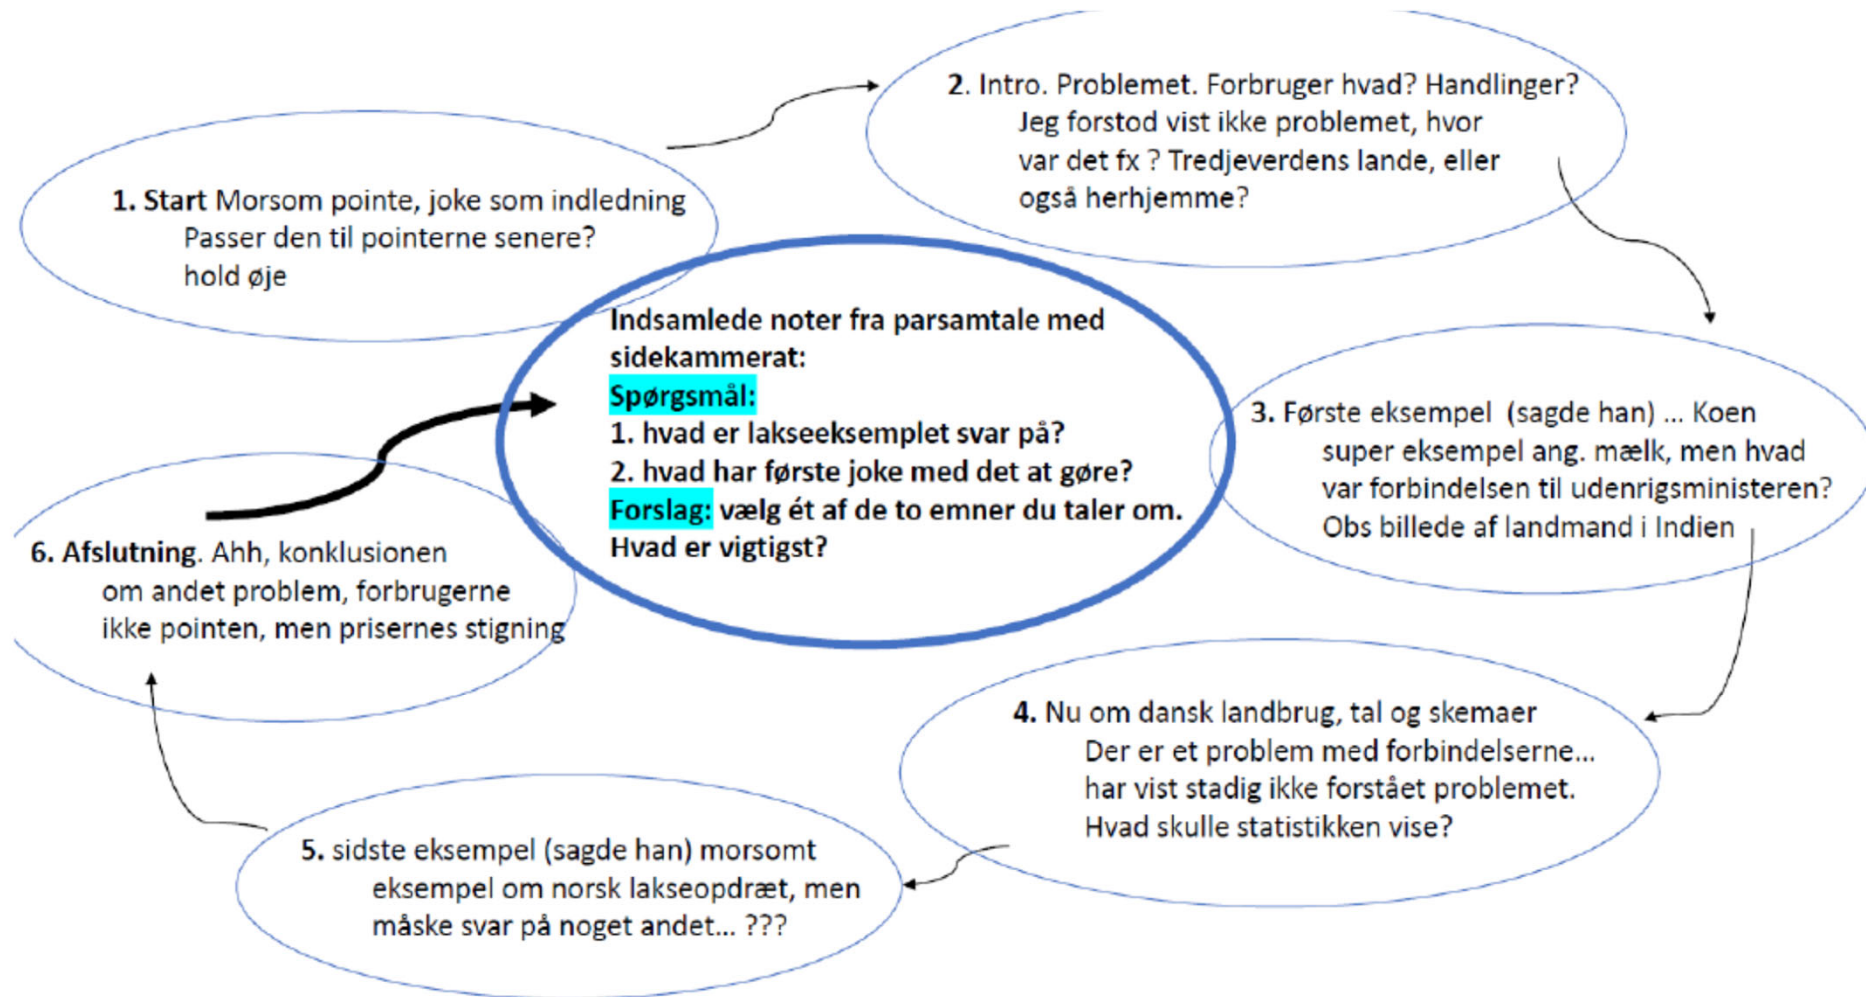 1. Start Morsom pointe, joke som indledning
Passer den til pointerne senere?
hold øje
2. Intro. Problemet. Forbruger hvad? Handlinger?
Jeg forstod vist ikke problemet, hvor
var det fx ? Tredjeverdens lande, eller
også herhjemme?
3. Første eksempel (sagde han) ... Koen
super eksempel ang. mælk, men hvad
var forbindelsen til udenrigsministeren?
Obs billede af landmand i Indien
4. Nu om dansk landbrug, tal og skemaer
Der er et problem med forbindelserne...
har vist stadig ikke forstået problemet.
Hvad skulle statistikken vise?
5. sidste eksempel (sagde han) morsomt
eksempel om norsk lakseopdræt, men
måske svar på noget andet... ???
6. Afslutning. Ahh, konklusionen
om andet problem, forbrugerne
ikke pointen, men prisernes stigning
Indsamlede noter fra parsamtale med
sidekammerat:
Spørgsmål:
1. hvad er lakseeksemplet svar på?
2. hvad har første joke med det at gøre?
Forslag: vælg ét af de to emner du taler om.
Hvad er vigtigst?